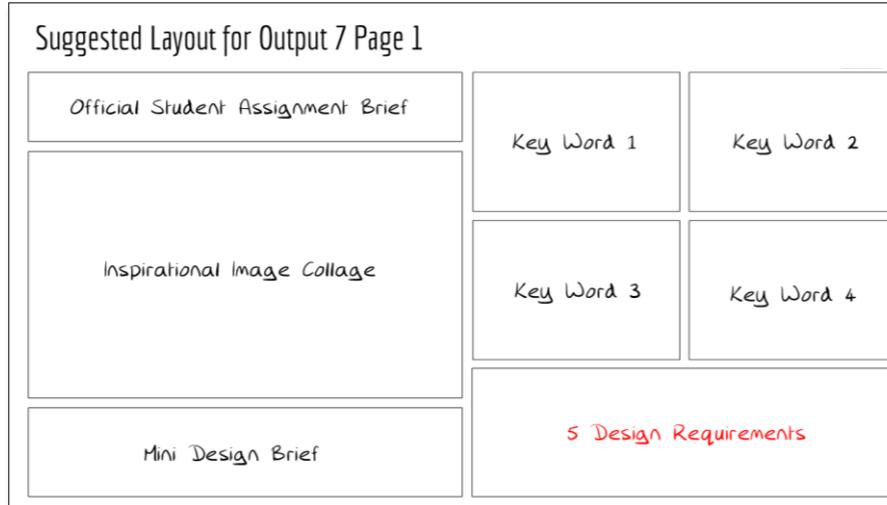 Suggested Layout for Output 7 Page 1
Official Student Assignment Brief
Inspirational Image Collage
Mini Design Brief
Key Word 1
Key Word 2
Key Word 3
Key Word 4
5 Design Requirements